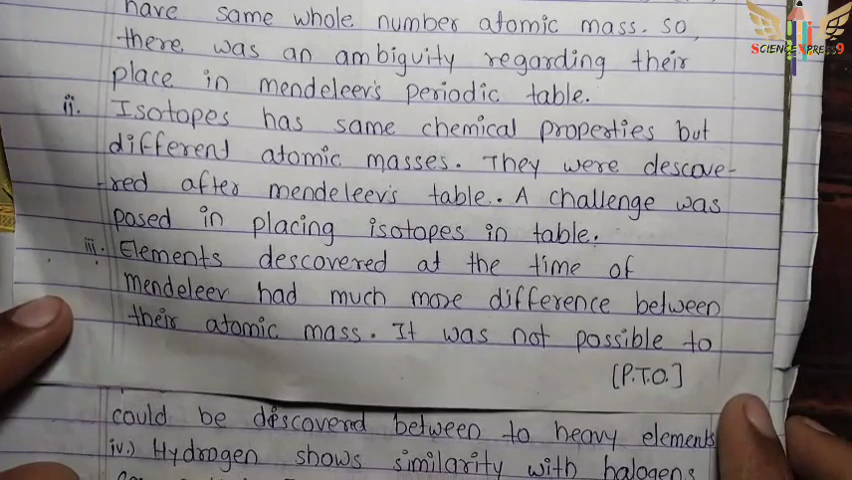 SCIENCEXPRESS9
have same whole number atomic mass. so,
there was an ambiguity regarding their
place in mendeleev's periodic table.
ii. Isotopes has same chemical properties but
different atomic masses. They were descove-
-red after mendeleev's table.. A challenge was
posed in placing isotopes in table.
iii. Elements descovered at the time of
mendeleev had much more difference between
their atomic mass. It was not possible to
[P.T.O.]
could be descovered between to heavy elements
iv.) Hydrogen shows similarity with halogens